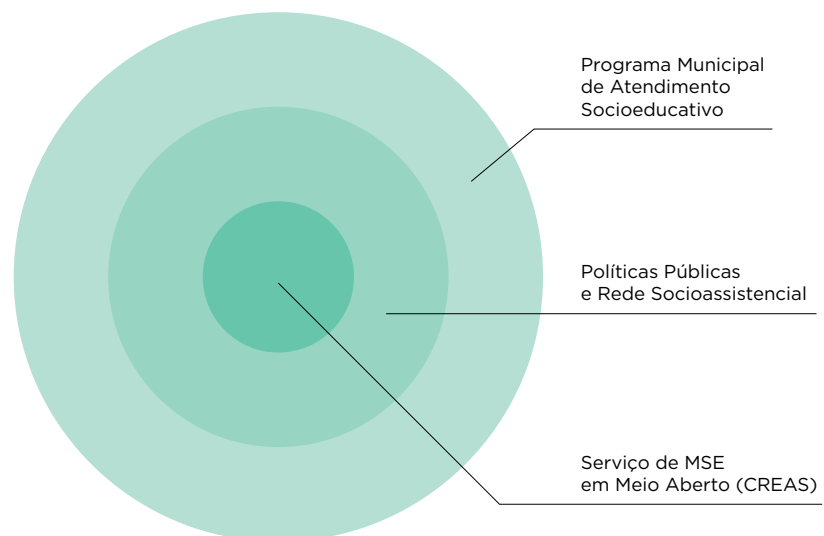 Programa Municipal
de Atendimento
Socioeducativo
Políticas Públicas
e Rede Socioassistencial
Serviço de MSE
em Meio Aberto (CREAS)